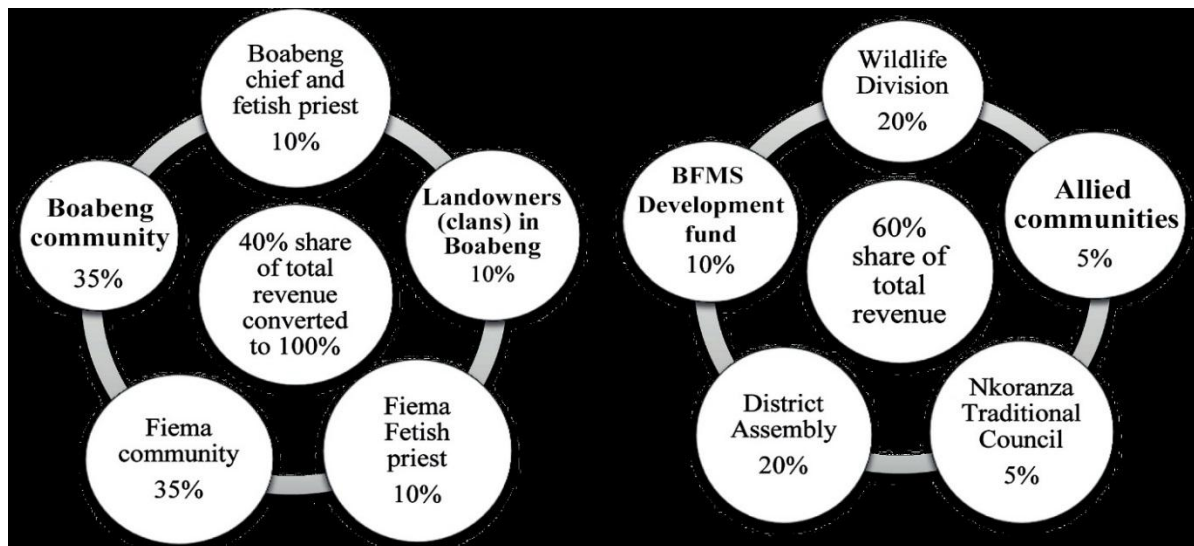 Boabeng
chief and
fetish priest
10%
Landowners
(clans) in
Boabeng
10%
Fiema
Fetish
priest
10%
Fiema
community
35%
Boabeng
community
35%
40% share
of total
revenue
converted
to 100%
Wildlife
Division
20%
Allied
communities
5%
Nkoranza
Traditional
Council
5%
District
Assembly
20%
BFMS
Development
fund
10%
60%
share of
total
revenue